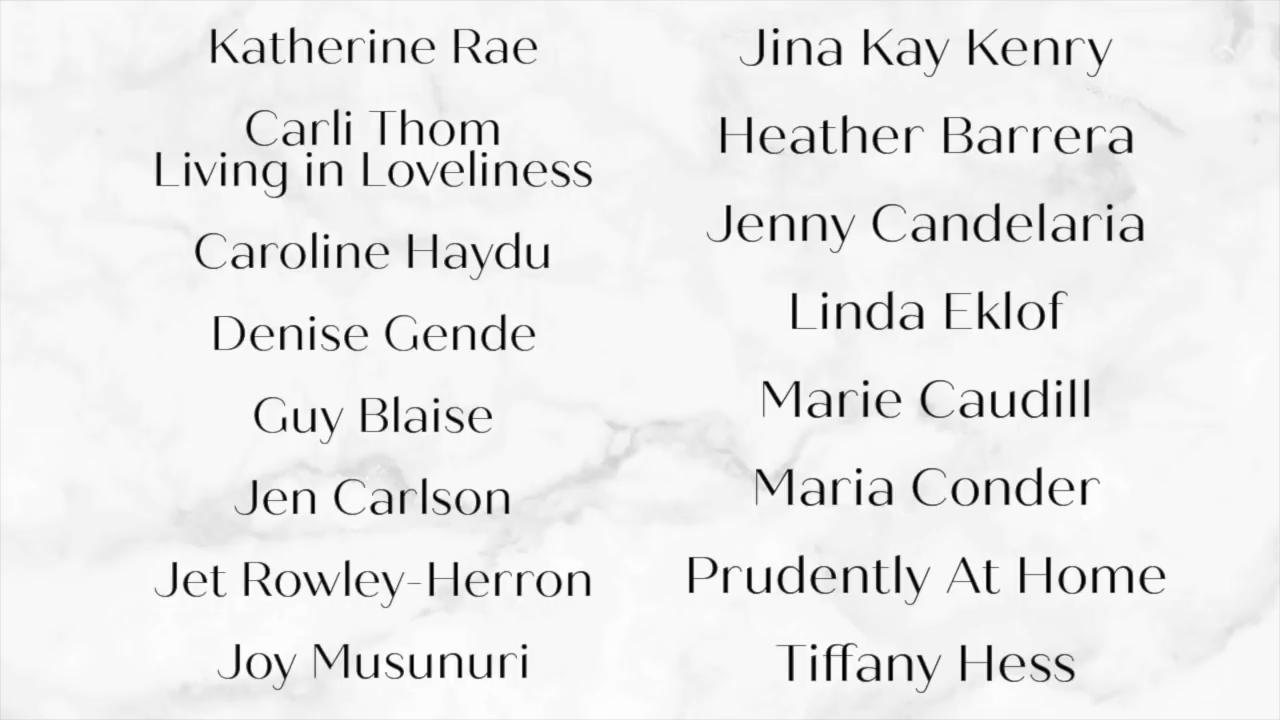 Katherine Rae
Carli Thom
Living in Loveliness
Caroline Haydu
Denise Gende
Guy Blaise
Jen Carlson
Jet Rowley-Herron
Joy Musunuri
Jina Kay Kenry
Heather Barrera
Jenny Candelaria
Linda Eklof
Marie Caudill
Maria Conder
Prudently At Home
Tiffany Hess